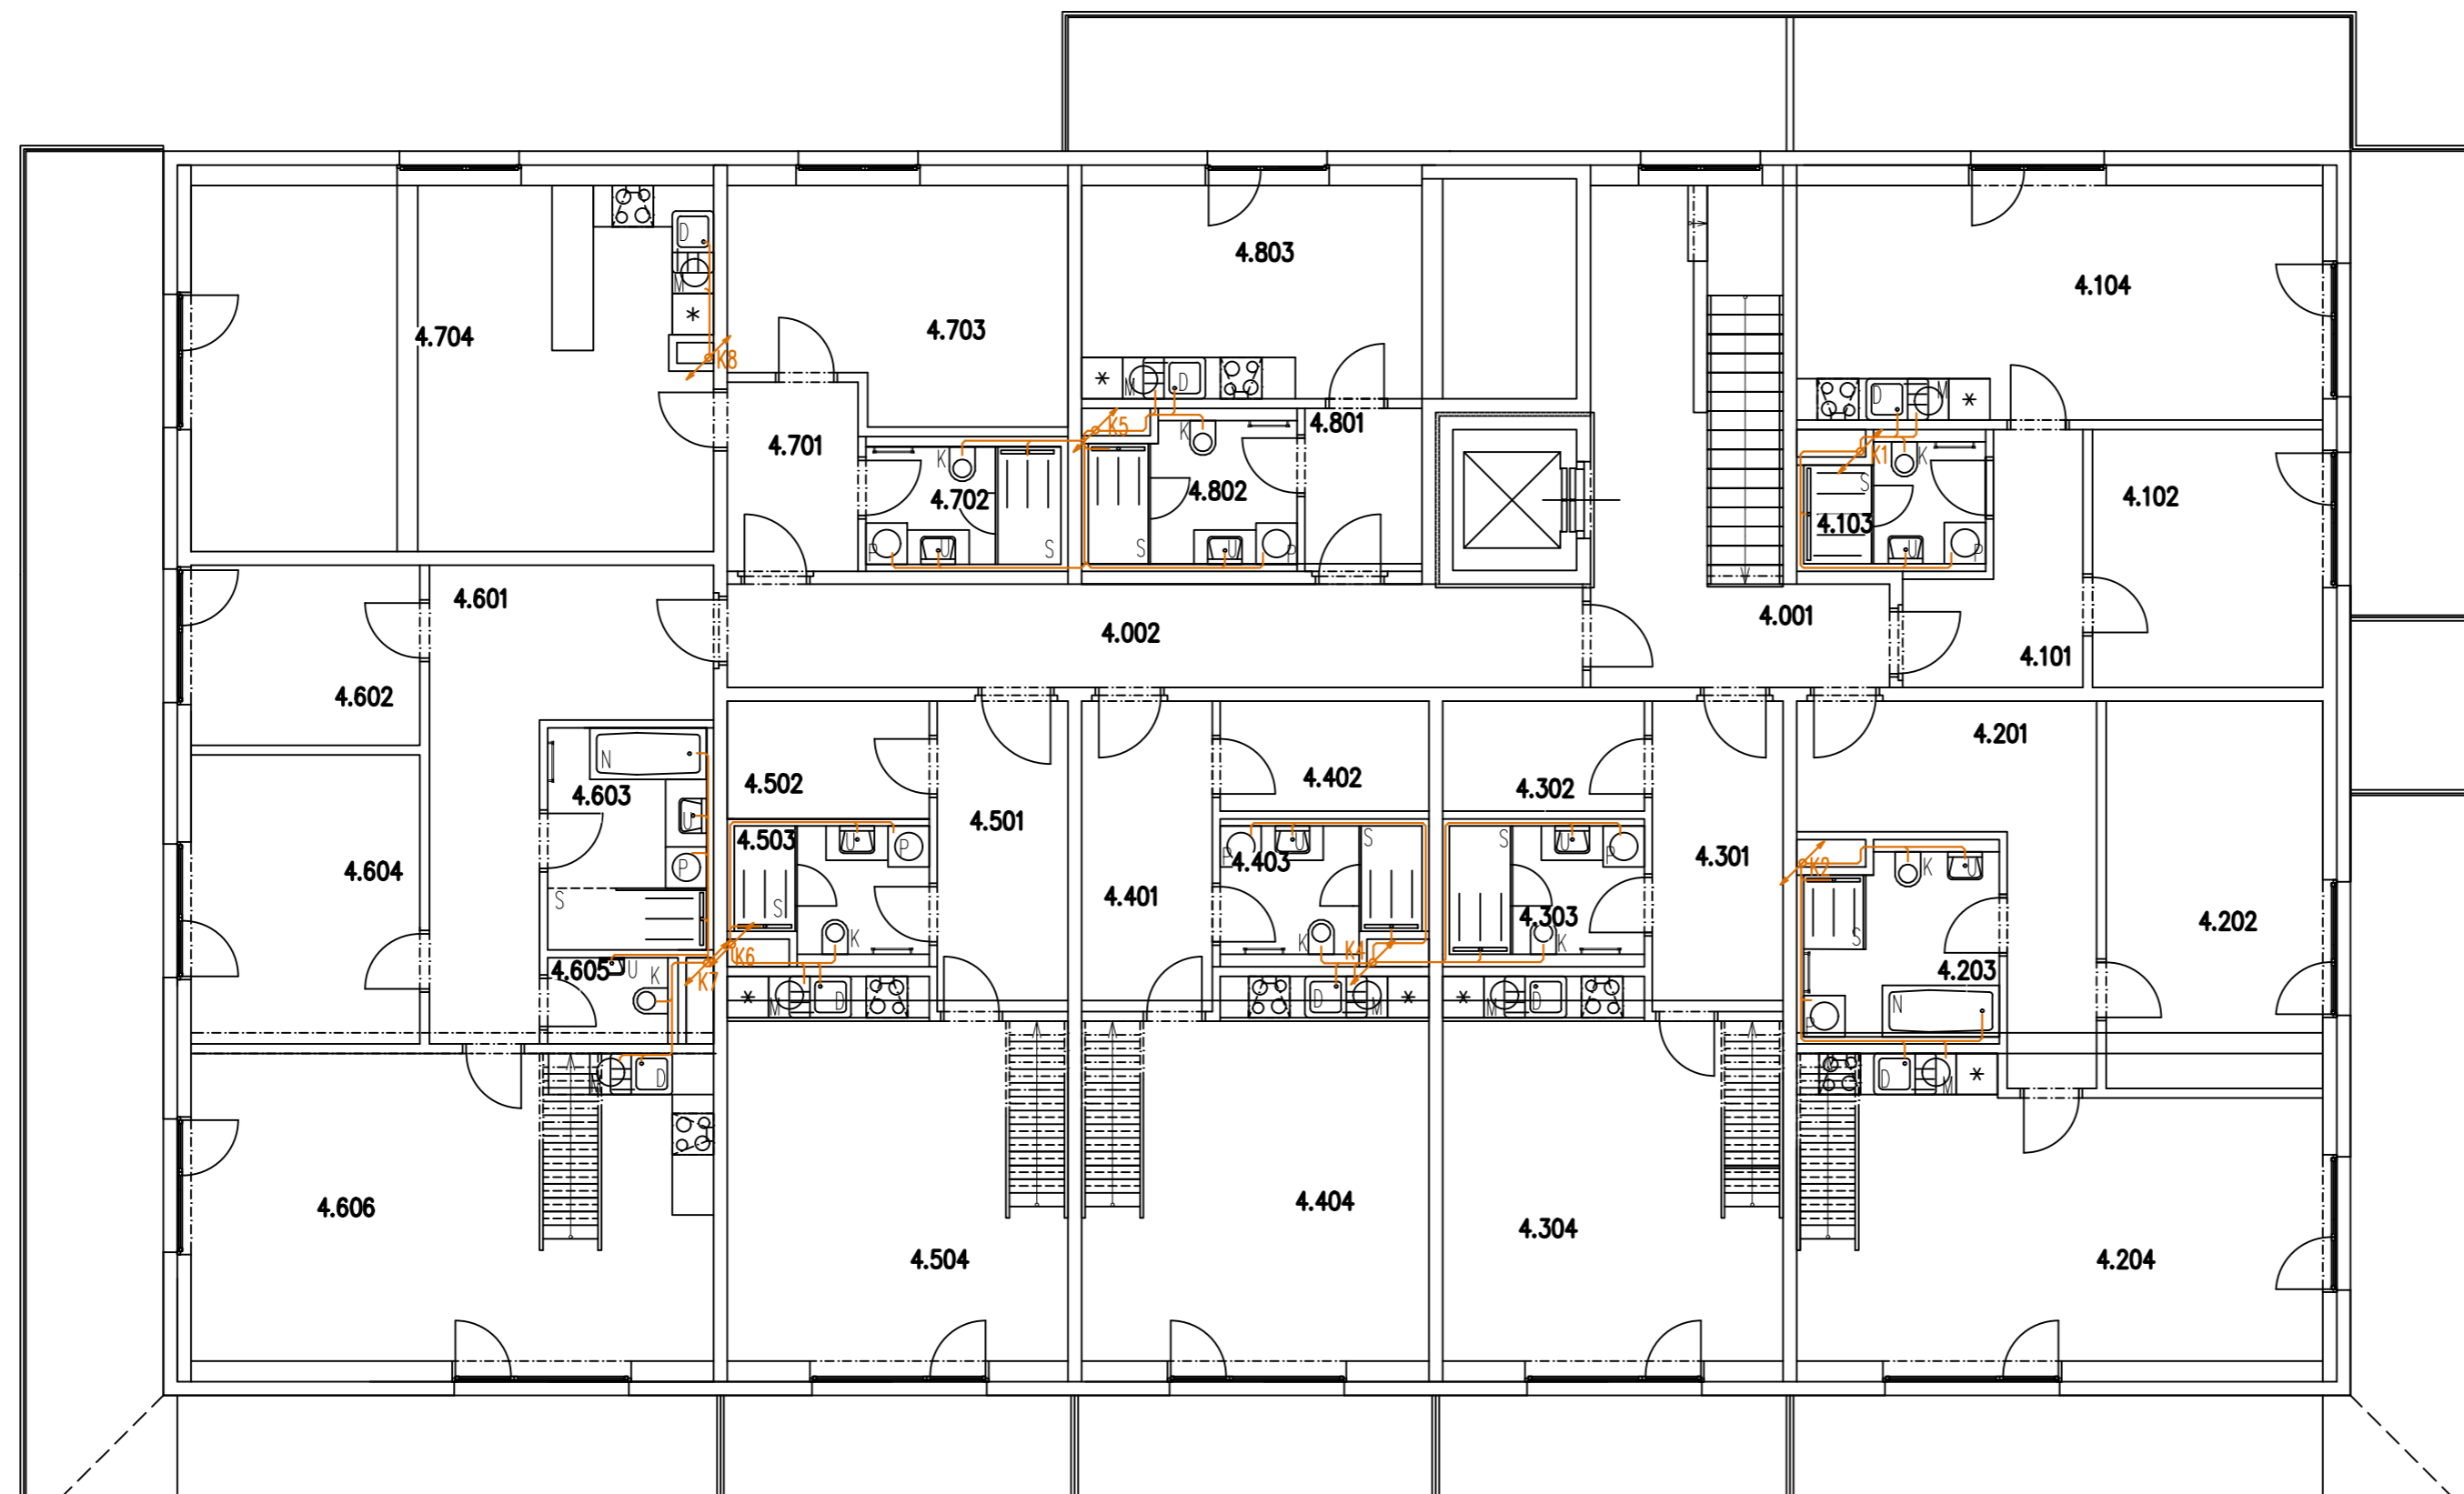 D
4.803
4.104
M
*
4.704
4.703
K8
* M D
D M *
4.801
K5
K
4.701
K
K1 K
S
4.702
4.802
4.102
4.103
P U S
S U P
U P
4.601
4.001
4.002
4.101
4.602
4.201
N
4.502
4.402
4.302
4.603
4.501
U
4.503
U P
P U
S
S
U P
4.301
4.403
P
4.604
K2 K U
4.401
S
S
4.303
4.202
K
K
K
S
K6
K4
4.605 U K
4.203
K7
* M D
D M *
* M D
N
P
D
D M *
4.606
4.404
4.304
4.504
4.204